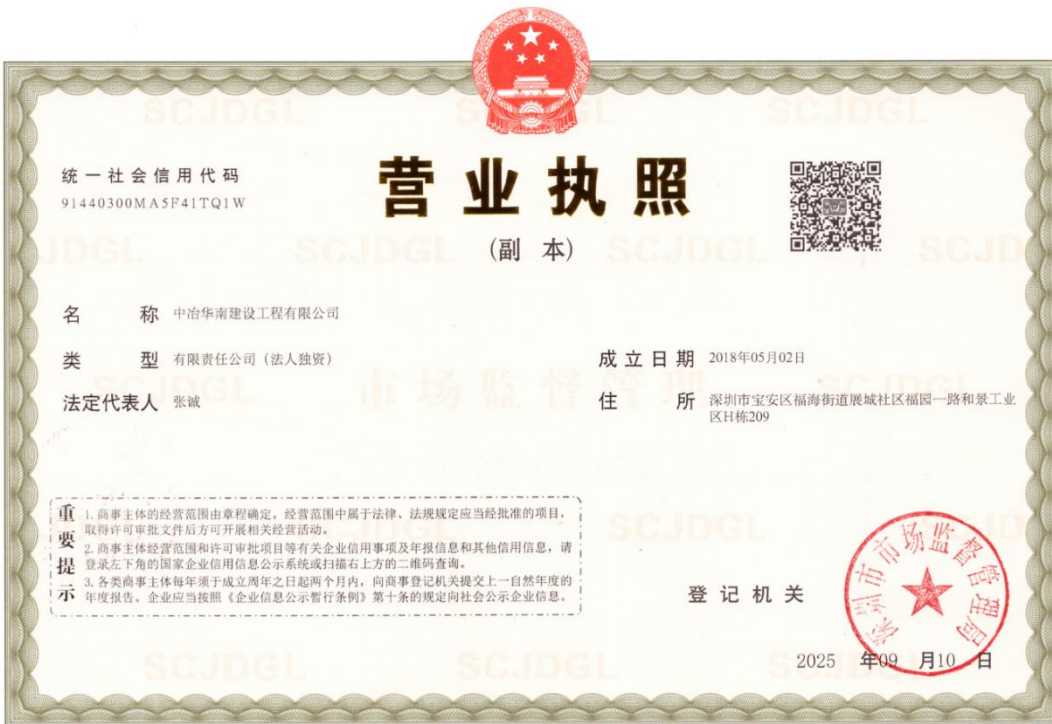 统一社会信用代码
91440300MA5F41TQ1W
营业执照
(副 本)
名 称 中冶华南建设工程有限公司
类 型 有限责任公司（法人独资）
法定代表人 张诚
成立日期 2018年05月02日
住 所 深圳市宝安区福海街道展城社区福园一路和景工业
区H栋209
重要提示
1. 商事主体的经营范围由章程确定。经营范围中属于法律、法规规定应当经批准的项目，
取得许可审批文件后方可开展相关经营活动。
2. 商事主体经营范围和许可审批项目等有关企业信用事项及年报信息和其他信用信息，请
登录左下角的国家企业信用信息公示系统或扫描右上方的二维码查询。
3. 各类商事主体每年须于成立周年之日起两个月内，向商事登记机关提交上一自然年度的
年度报告。企业应当按照《企业信息公示暂行条例》第十条的规定向社会公示企业信息。
登记机关
深圳市市场监督管理局
2025 年09 月10 日
SCJDGL
市场监督管理